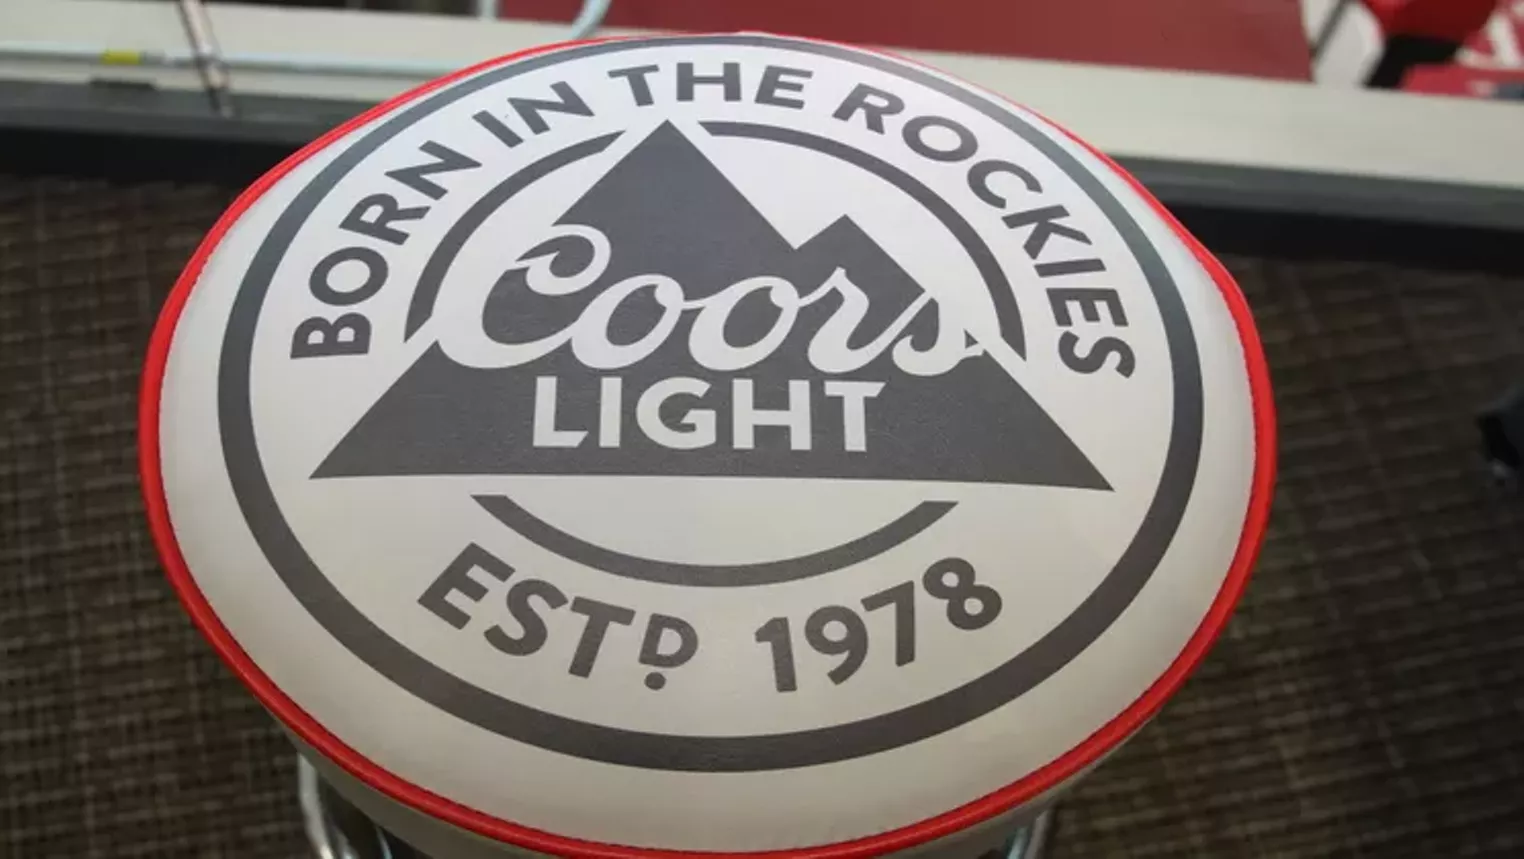 BORN IN THE ROCKIES
Coors
LIGHT
ESTD 1978